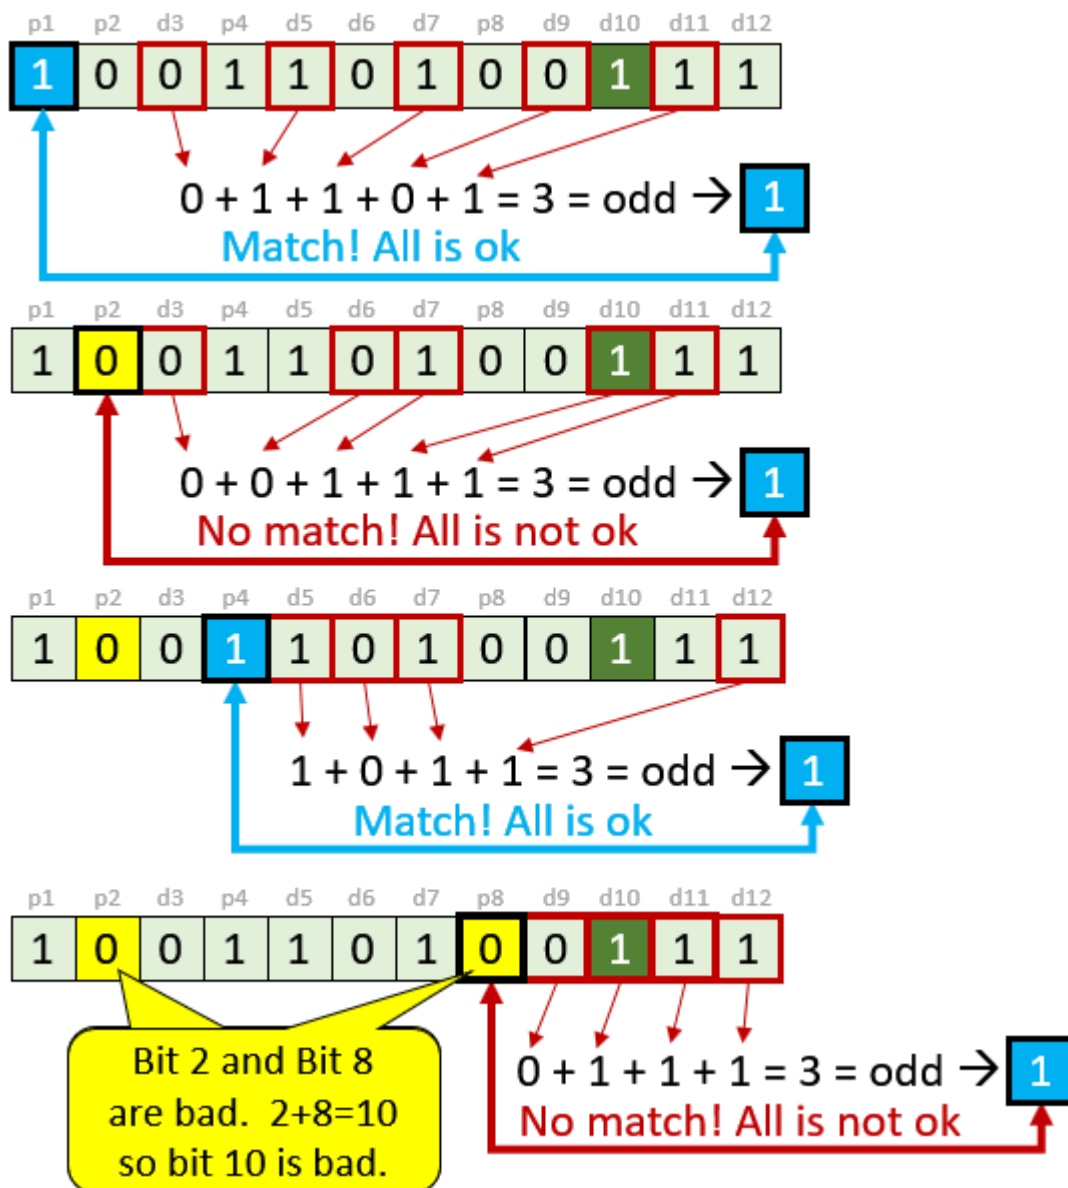 p1 p2 d3 p4 d5 d6 d7 p8 d9 d10 d11 d12
1 0 0 1 1 0 1 0 0 1 1 1
0 + 1 + 1 + 0 + 1 = 3 = odd → 1
Match! All is ok
p1 p2 d3 p4 d5 d6 d7 p8 d9 d10 d11 d12
1 0 0 1 1 0 1 0 0 1 1 1
0 + 0 + 1 + 1 + 1 = 3 = odd → 1
No match! All is not ok
p1 p2 d3 p4 d5 d6 d7 p8 d9 d10 d11 d12
1 0 0 1 1 0 1 0 0 1 1 1
1 + 0 + 1 + 1 = 3 = odd → 1
Match! All is ok
p1 p2 d3 p4 d5 d6 d7 p8 d9 d10 d11 d12
1 0 0 1 1 0 1 0 0 1 1 1
0 + 1 + 1 + 1 = 3 = odd → 1
No match! All is not ok
Bit 2 and Bit 8
are bad. 2+8=10
so bit 10 is bad.